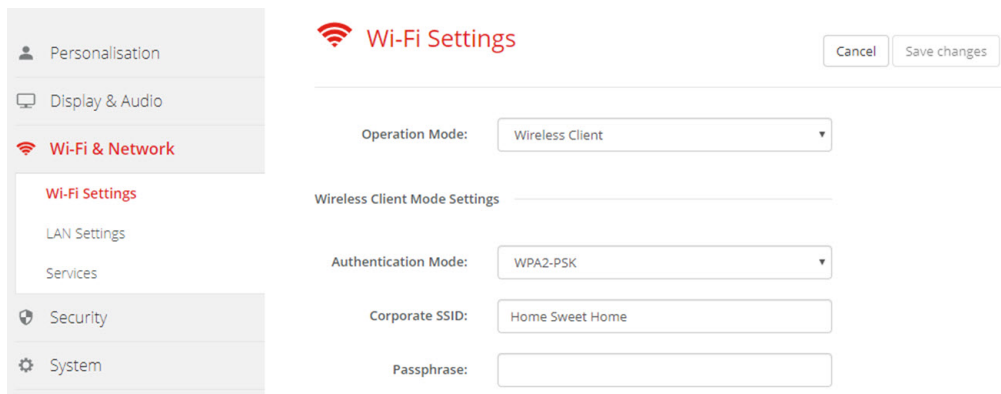 Personalisation
Display & Audio
Wi-Fi & Network
Wi-Fi Settings
LAN Settings
Services
Security
System
Wi-Fi Settings
Cancel
Save changes
Operation Mode:
Wireless Client
Wireless Client Mode Settings
Authentication Mode:
WPA2-PSK
Corporate SSID:
Home Sweet Home
Passphrase: